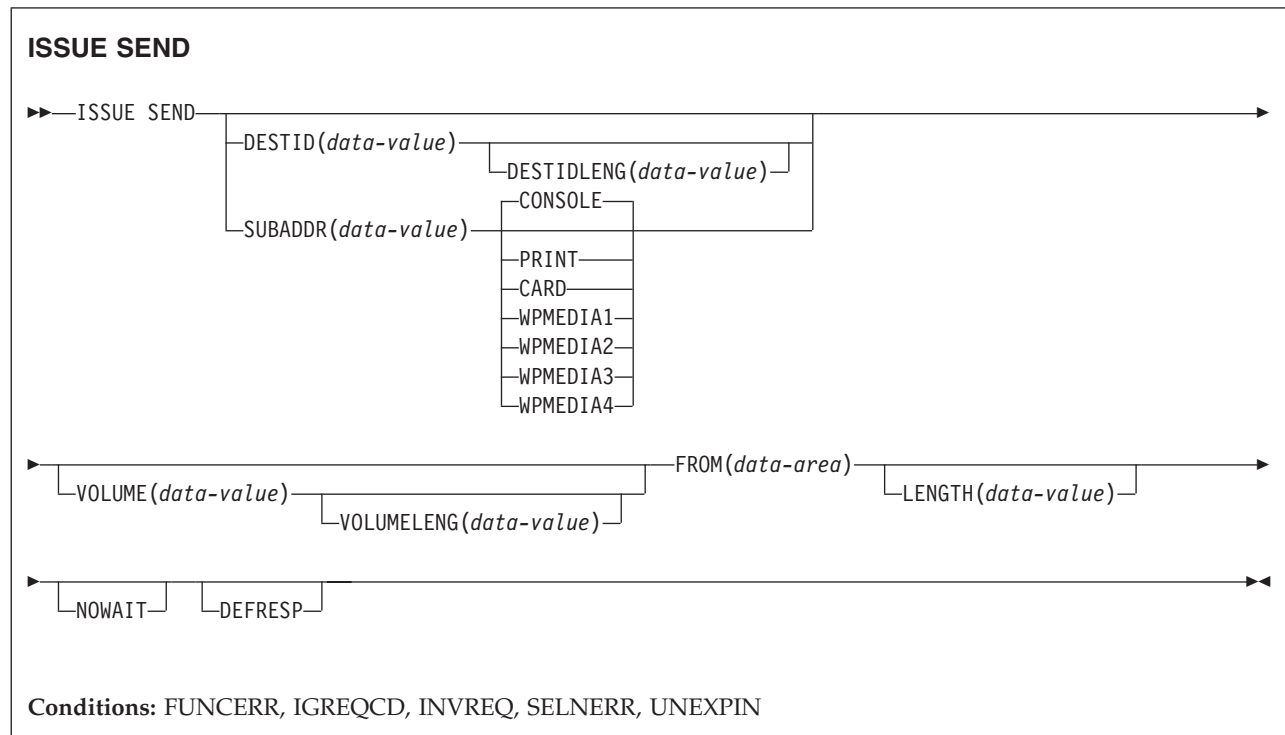 ISSUE SEND
ISSUE SEND
DESTID(data-value)
DESTIDLENG(data-value)
CONSOLE
SUBADDR(data-value)
PRINT
CARD
WPMEDIA1
WPMEDIA2
WPMEDIA3
WPMEDIA4
FROM(data-area)
VOLUME(data-value) LENGTH(data-value)
VOLUMELENG(data-value)
NOWAIT DEFRESP
Conditions: FUNCERR, IGREQCD, INVREQ, SELNERR, UNEXPIN